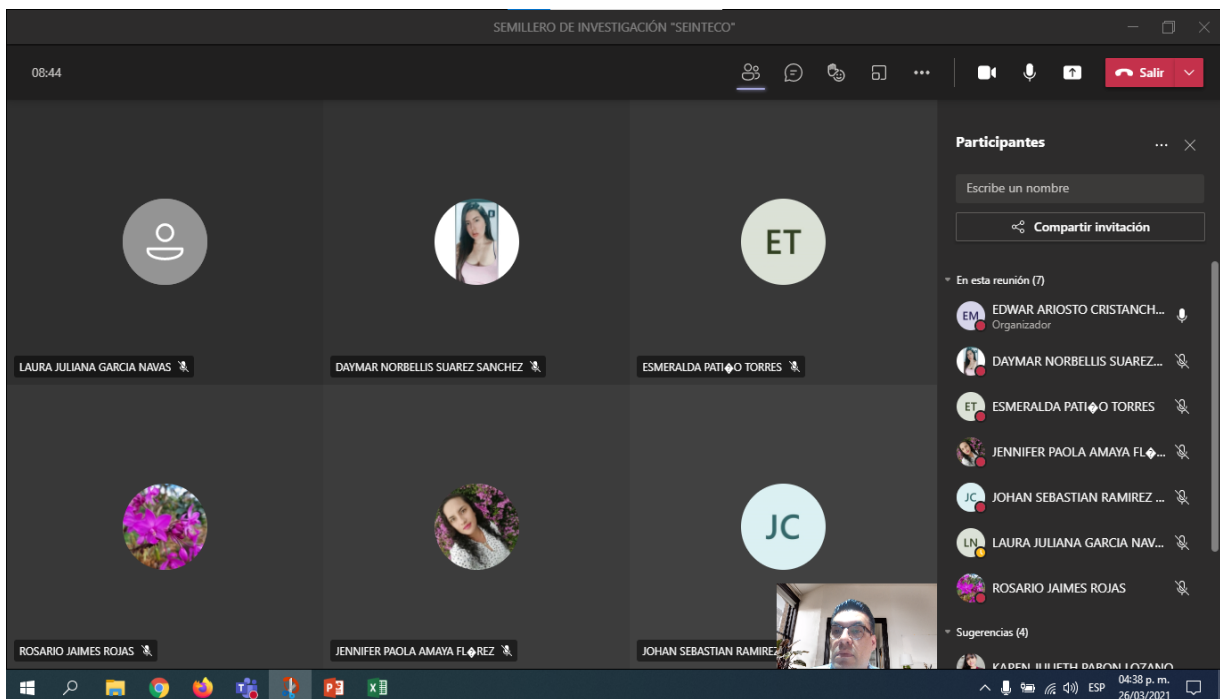 SEMILLERO DE INVESTIGACIÓN "SEINTECO"
08:44
Salir
ET
LAURA JULIANA GARCIA NAVAS
DAYMAR NORBELLIS SUAREZ SANCHEZ
ESMERALDA PATI�O TORRES
JC
ROSARIO JAIMES ROJAS
JENNIFER PAOLA AMAYA FL�REZ
JOHAN SEBASTIAN RAMIREZ
Participantes
Escribe un nombre
Compartir invitación
En esta reunión (7)
EM
EDWAR ARIOSTO CRISTANCH...
Organizador
DAYMAR NORBELLIS SUAREZ...
ET
ESMERALDA PATI�O TORRES
JENNIFER PAOLA AMAYA FL�...
JC
JOHAN SEBASTIAN RAMIREZ ...
LN
LAURA JULIANA GARCIA NAV...
ROSARIO JAIMES ROJAS
Sugerencias (4)
KAREN JULIETH PABON LOZANO
ESP
04:38 p. m.
26/03/2021